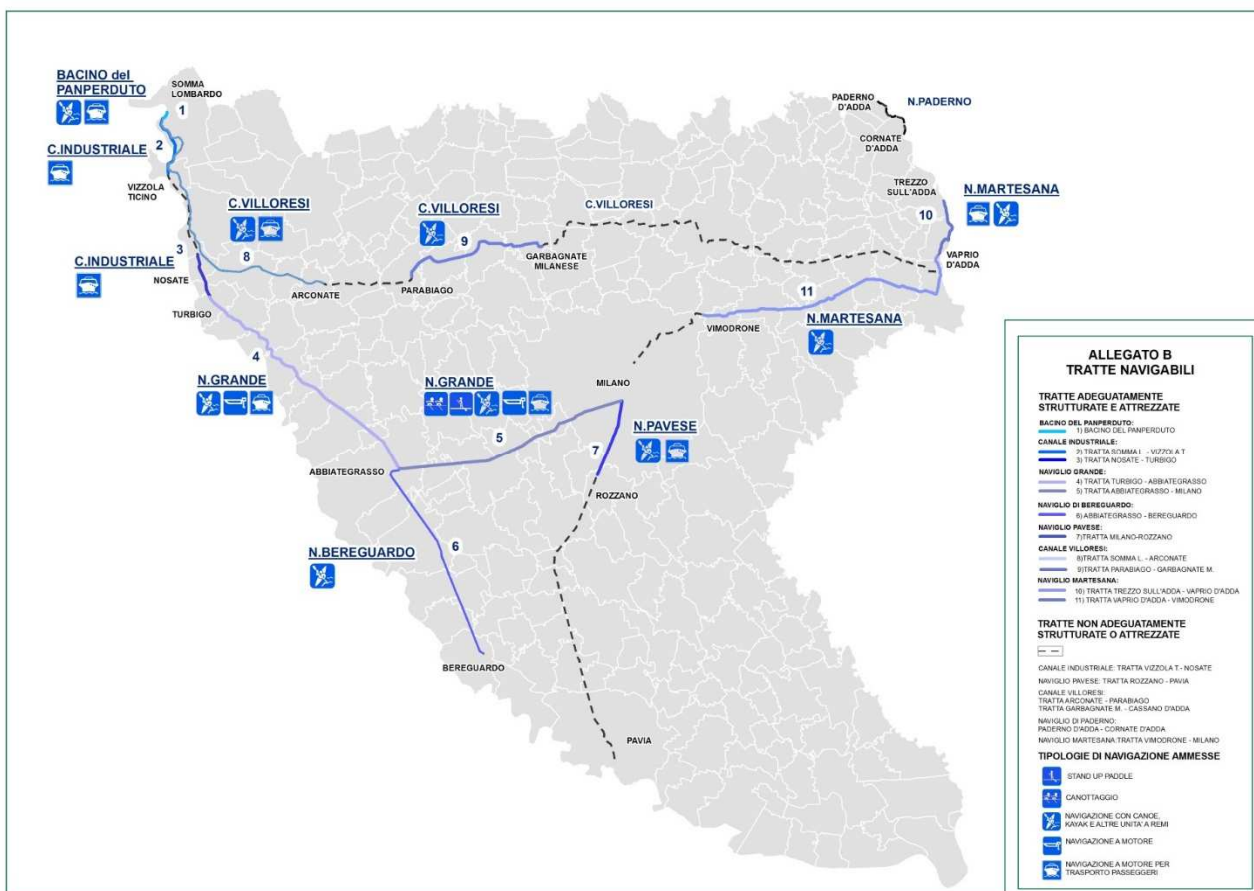 BACINO del
PANPERDUTO
SOMMA
LOMBARDO
1
C.INDUSTRIALE
2
VIZZOLA
TICINO
C.VILLORESI
C.VILLORESI
C.VILLORESI
9
GARBAGNATE
MILANESE
PADERNO
D'ADDA
N.PADERNO
CORNATE
D'ADDA
TREZZO
SULL'ADDA
N.MARTESANA
10
VAPRIO
D'ADDA
3
8
C.INDUSTRIALE
NOSATE
ARCONATE
PARABIAGO
TURBIGO
11
VIMODRONE
N.MARTESANA
4
N.GRANDE
N.GRANDE
MILANO
5
N.PAVESE
7
ABBIATEGRASSO
ROZZANO
N.BEREGUARDO
6
BEREGUARDO
PAVIA
ALLEGATO B
TRATTE NAVIGABILI
TRATTE ADEGUATAMENTE
STRUTTURATE E ATTREZZATE
BACINO DEL PANPERDUTO:
1) BACINO DEL PANPERDUTO
CANALE INDUSTRIALE:
2) TRATTA SOMMA L. - VIZZOLA T.
3) TRATTA NOSATE - TURBIGO
NAVIGLIO GRANDE:
4) TRATTA TURBIGO - ABBIATEGRASSO
5) TRATTA ABBIATEGRASSO - MILANO
NAVIGLIO DI BEREGUARDO:
6) ABBIATEGRASSO - BEREGUARDO
NAVIGLIO PAVESE:
7)TRATTA MILANO-ROZZANO
CANALE VILLORESI:
8)TRATTA SOMMA L. - ARCONATE
9)TRATTA PARABIAGO - GARBAGNATE M.
NAVIGLIO MARTESANA:
10) TRATTA TREZZO SULL'ADDA - VAPRIO D'ADDA
11) TRATTA VAPRIO D'ADDA - VIMODRONE
TRATTE NON ADEGUATAMENTE
STRUTTURATE O ATTREZZATE
CANALE INDUSTRIALE: TRATTA VIZZOLA T.- NOSATE
NAVIGLIO PAVESE: TRATTA ROZZANO - PAVIA
CANALE VILLORESI:
TRATTA ARCONATE - PARABIAGO
TRATTA GARBAGNATE M. - CASSANO D'ADDA
NAVIGLIO DI PADERNO:
PADERNO D'ADDA - CORNATE D'ADDA
NAVIGLIO MARTESANA:TRATTA VIMODRONE - MILANO
TIPOLOGIE DI NAVIGAZIONE AMMESSE
STAND UP PADDLE
CANOTTAGGIO
NAVIGAZIONE CON CANOE,
KAYAK E ALTRE UNITA' A REMI
NAVIGAZIONE A MOTORE
NAVIGAZIONE A MOTORE PER
TRASPORTO PASSEGGERI